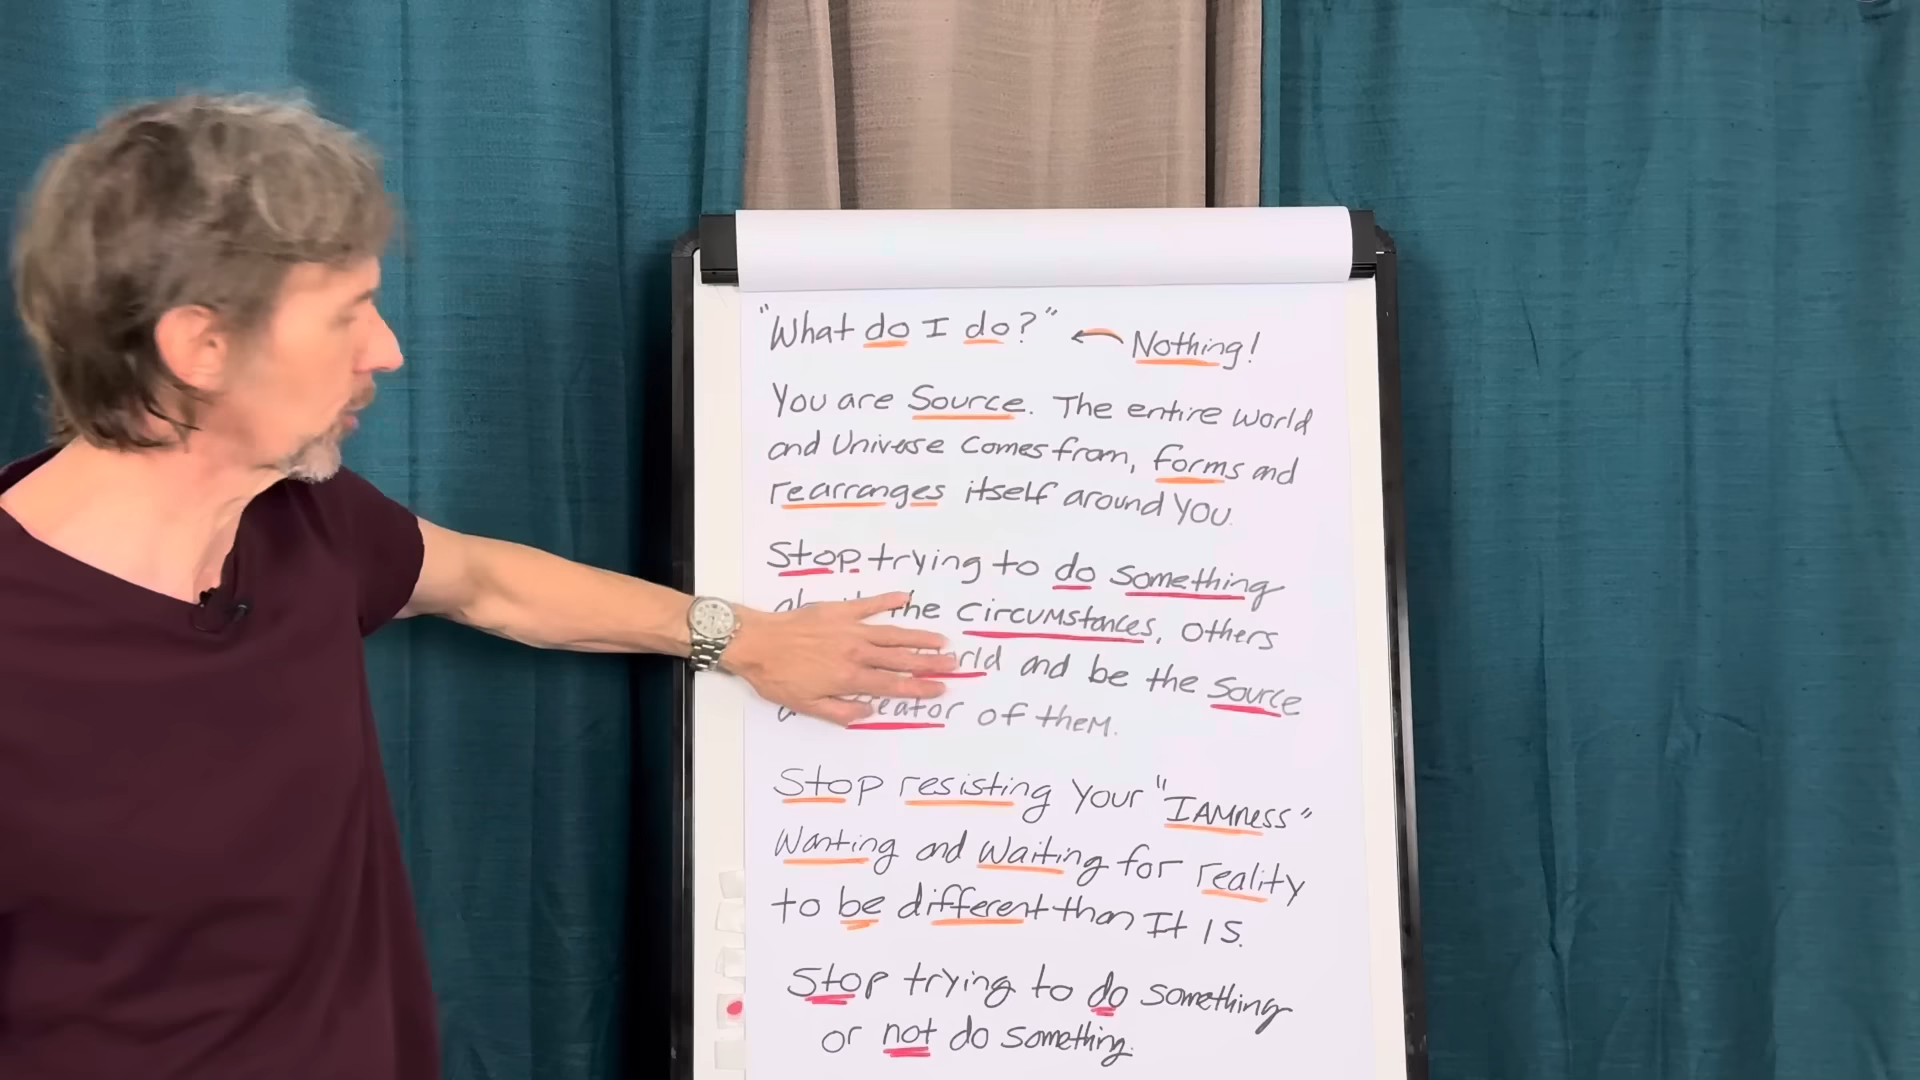 "What do I do?" ← Nothing!
You are Source. The entire world
and Universe comes from, forms and
rearranges itself around you.
Stop trying to do something
the circumstances, others
and be the source
of them.
Stop resisting your "IAMNESS"
Wanting and waiting for reality
to be different than It IS.
Stop trying to do something
or not do something.